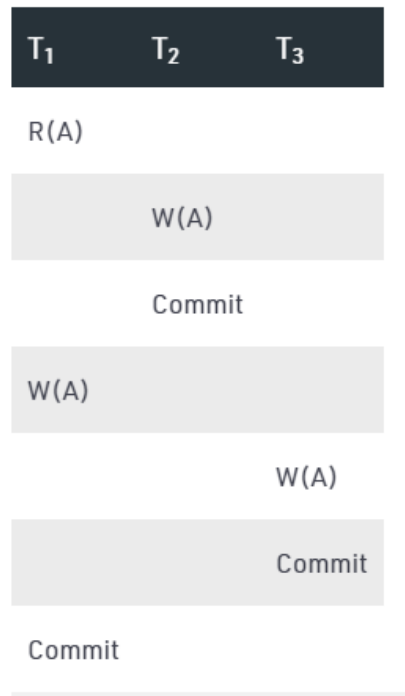 T₁ T₂ T₃
R(A)
W(A)
Commit
W(A)
W(A)
Commit
Commit